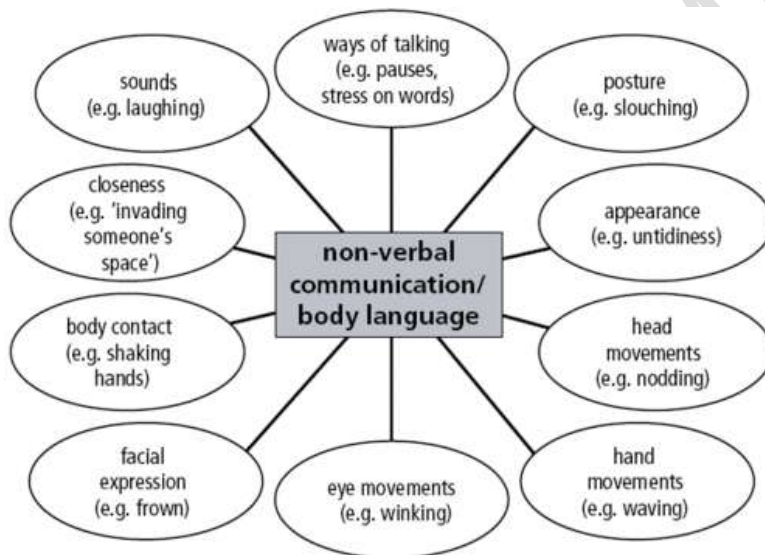 ways of talking
(e.g. pauses,
stress on words)
sounds
(e.g. laughing)
posture
(e.g. slouching)
closeness
(e.g. 'invading
someone's
space')
appearance
(e.g. untidiness)
non-verbal
communication/
body language
body contact
(e.g. shaking
hands)
head
movements
(e.g. nodding)
facial
expression
(e.g. frown)
eye movements
(e.g. winking)
hand
movements
(e.g. waving)